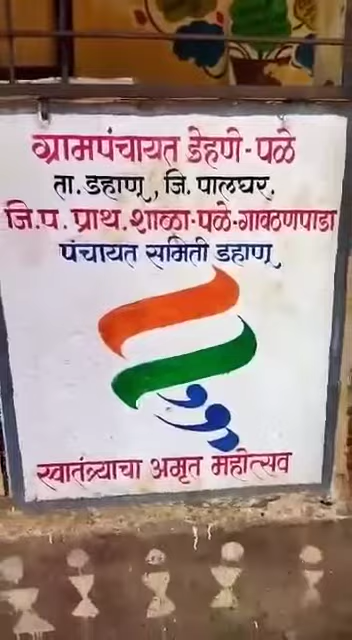 ग्रामपंचायत डेहणे-पळे
ता. डहाणू, जि. पालघर.
जि.प. प्राथ. शाळा-पळे-गावठणपाडा
पंचायत समिती डहाणू
स्वातंत्र्याचा अमृत महोत्सव